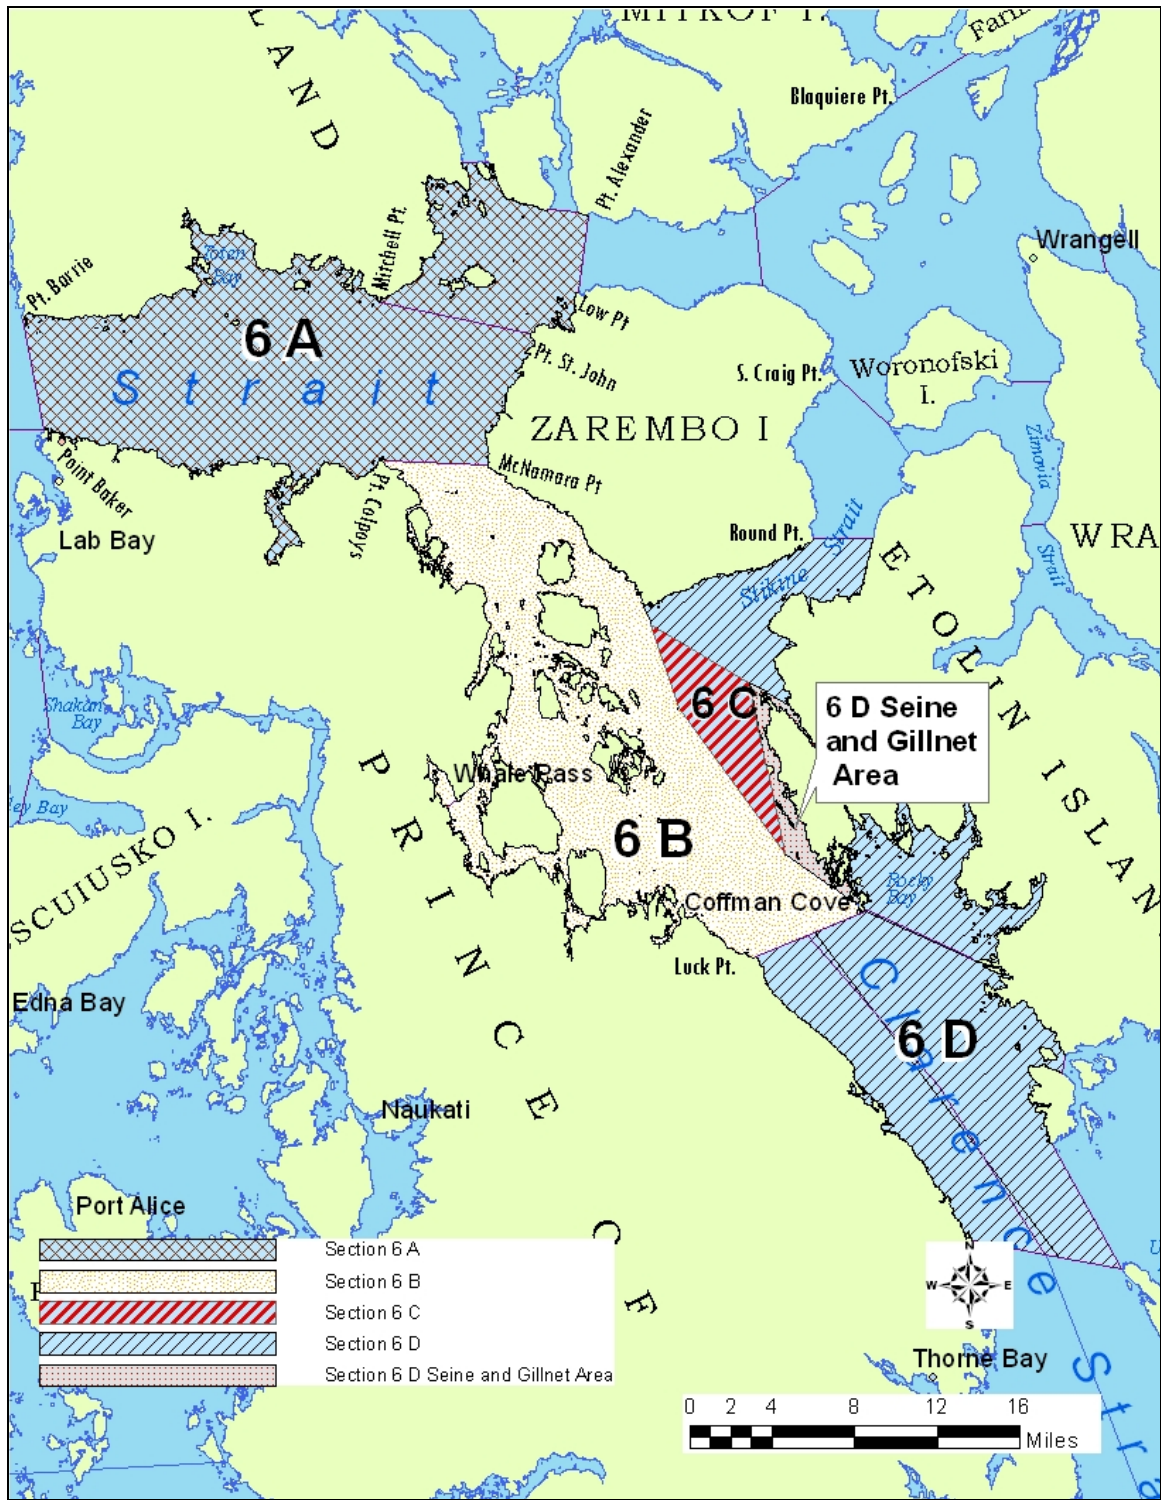 MITKOF I.
LAND
Blaquiere Pt.
Pt. Alexander
Mitchell Pt.
Wrangell
Totem
Bay
Pt. Barrie
Low Pt
6 A
Pt. St. John
Strait
S. Craig Pt.
Woronofski
I.
ZAREMBO I
Zimovia
Strait
McNamara Pt
Point Baker
Pt. Colpoys
Lab Bay
Round Pt.
Stikine
Strait
WRA
ETOLIN ISLAN
6 C
6 D Seine
and Gillnet
Area
Shakan
Bay
Whale Pass
ey Bay
6 B
SCIUSKO I.
Rocky
Bay
Coffman Cove
Luck Pt.
Edna Bay
PRINCE OF
6 D
Clarence Stra
Naukati
Port Alice
Section 6 A
Section 6 B
Section 6 C
Section 6 D
Section 6 D Seine and Gillnet Area
N
W E
S
Thorne Bay
0 2 4 8 12 16
Miles